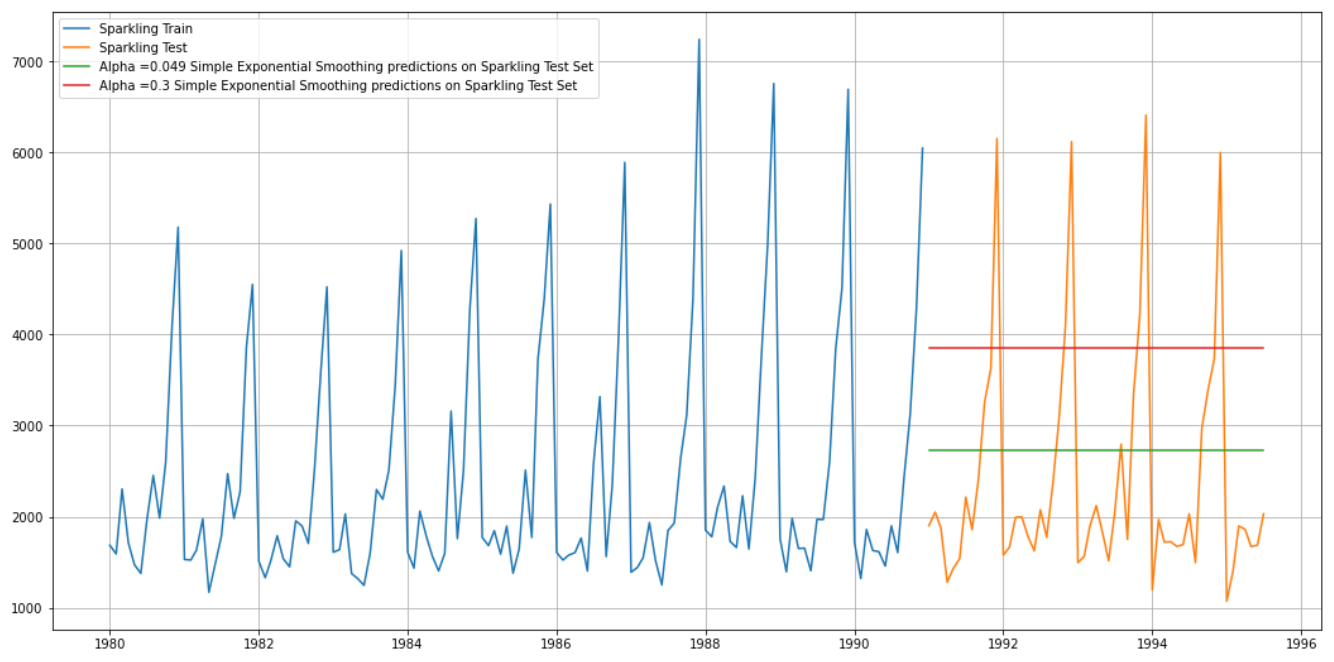 Sparkling Train
Sparkling Test
Alpha =0.049 Simple Exponential Smoothing predictions on Sparkling Test Set
Alpha =0.3 Simple Exponential Smoothing predictions on Sparkling Test Set
7000
6000
5000
4000
3000
2000
1000
1980 1982 1984 1986 1988 1990 1992 1994 1996